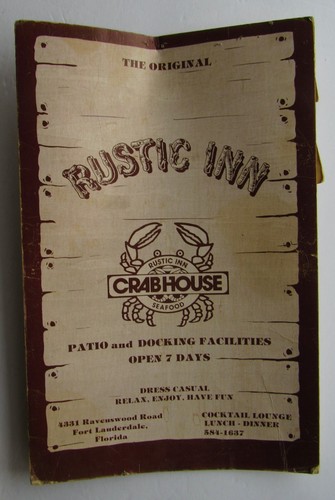 THE ORIGINAL
RUSTIC INN
RUSTIC INN
CRABHOUSE
SEAFOOD
PATIO and DOCKING FACILITIES
OPEN 7 DAYS
DRESS CASUAL
RELAX, ENJOY, HAVE FUN
4331 Ravenswood Road
Fort Lauderdale,
Florida
COCKTAIL LOUNGE
LUNCH - DINNER
584-1637